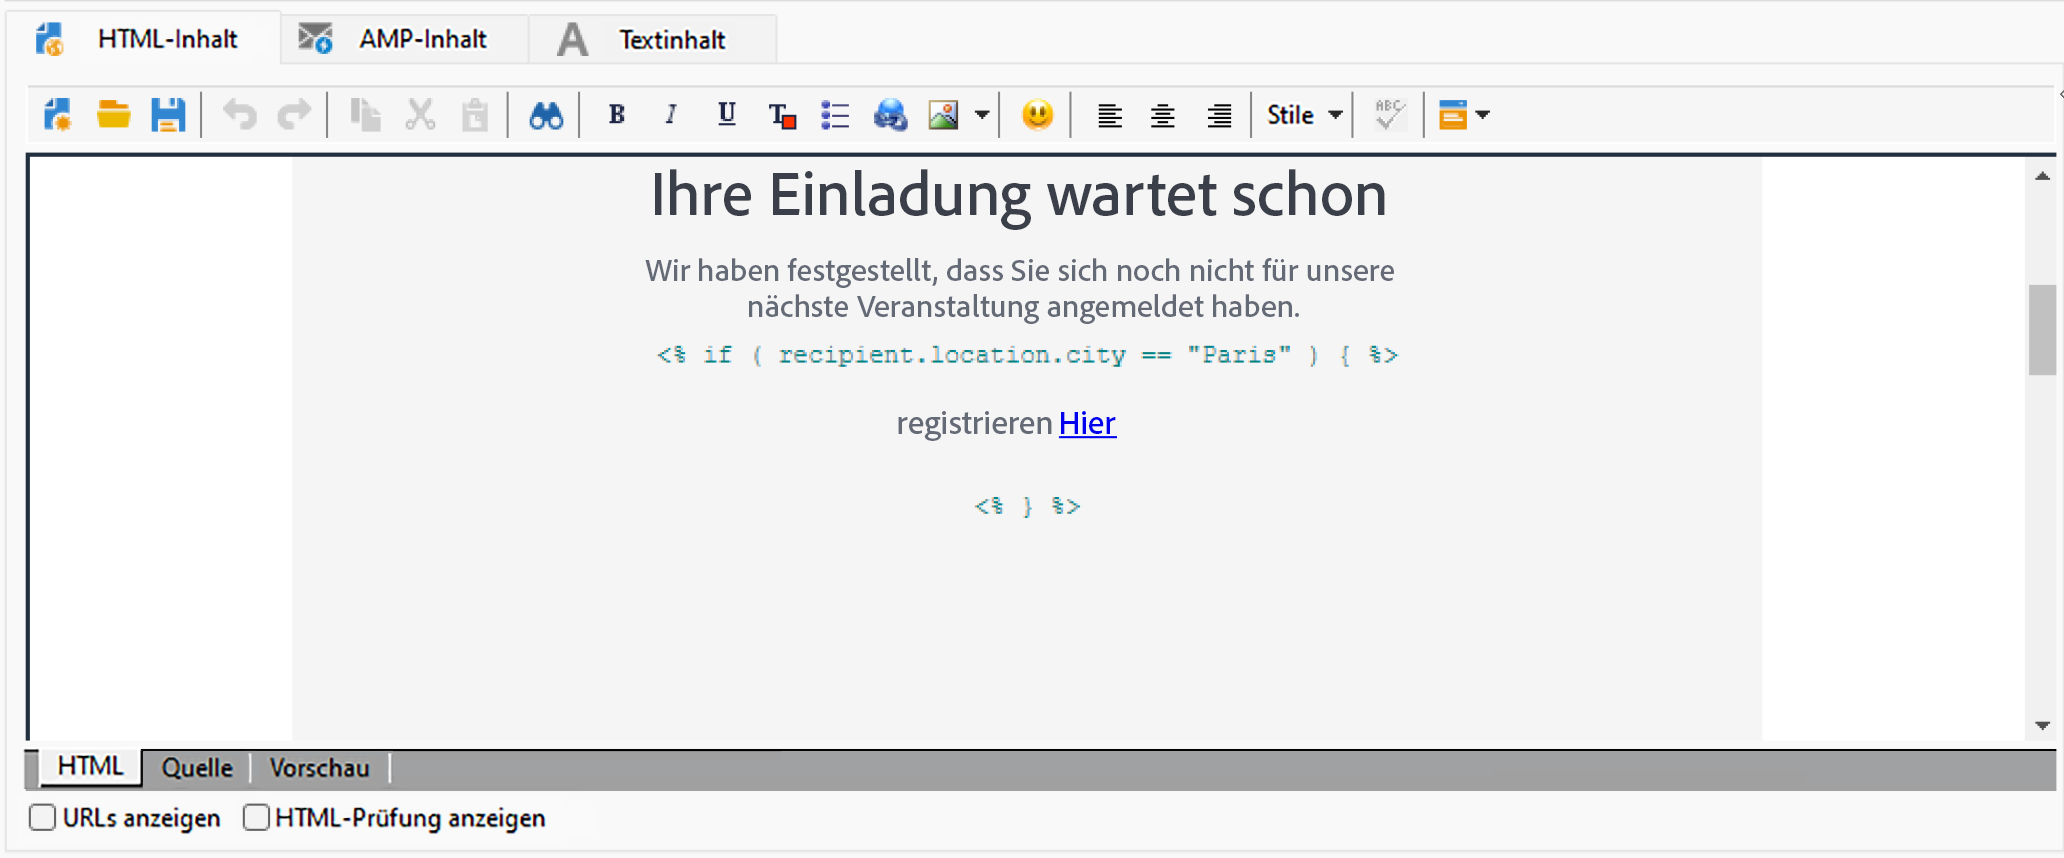 HTML-Inhalt AMP-Inhalt Textinhalt
B I U T Stile ABC
Ihre Einladung wartet schon
Wir haben festgestellt, dass Sie sich noch nicht für unsere
nächste Veranstaltung angemeldet haben.
<% if ( recipient.location.city == "Paris" ) { %>
registrieren Hier
<% } %>
HTML Quelle Vorschau
URLs anzeigen HTML-Prüfung anzeigen